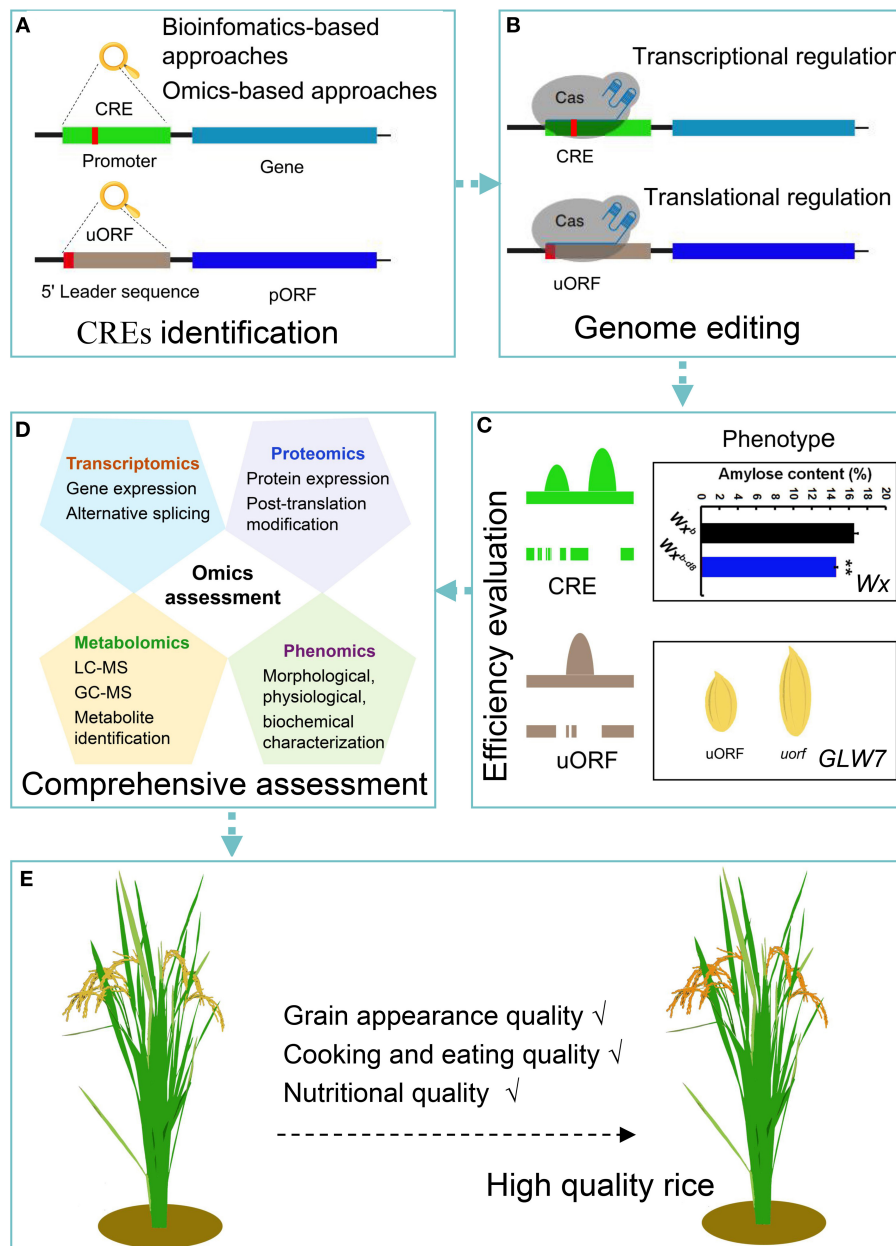 A
Bioinfomatics-based
approaches
Omics-based approaches
CRE
Promoter
Gene
uORF
5' Leader sequence
pORF
CREs identification
B
Transcriptional regulation
Cas
CRE
Translational regulation
Cas
uORF
Genome editing
C
Efficiency evaluation
Phenotype
CRE
uORF
Amylose content (%)
0 2 4 6 8 10 12 14 16 18 20
Wxᵇ
Wxᵇ⁻ᵈ⁸
**
Wx
uORF
uorf
GLW7
D
Transcriptomics
Gene expression
Alternative splicing
Proteomics
Protein expression
Post-translation
modification
Omics
assessment
Metabolomics
LC-MS
GC-MS
Metabolite
identification
Phenomics
Morphological,
physiological,
biochemical
characterization
Comprehensive assessment
E
Grain appearance quality √
Cooking and eating quality √
Nutritional quality √
High quality rice